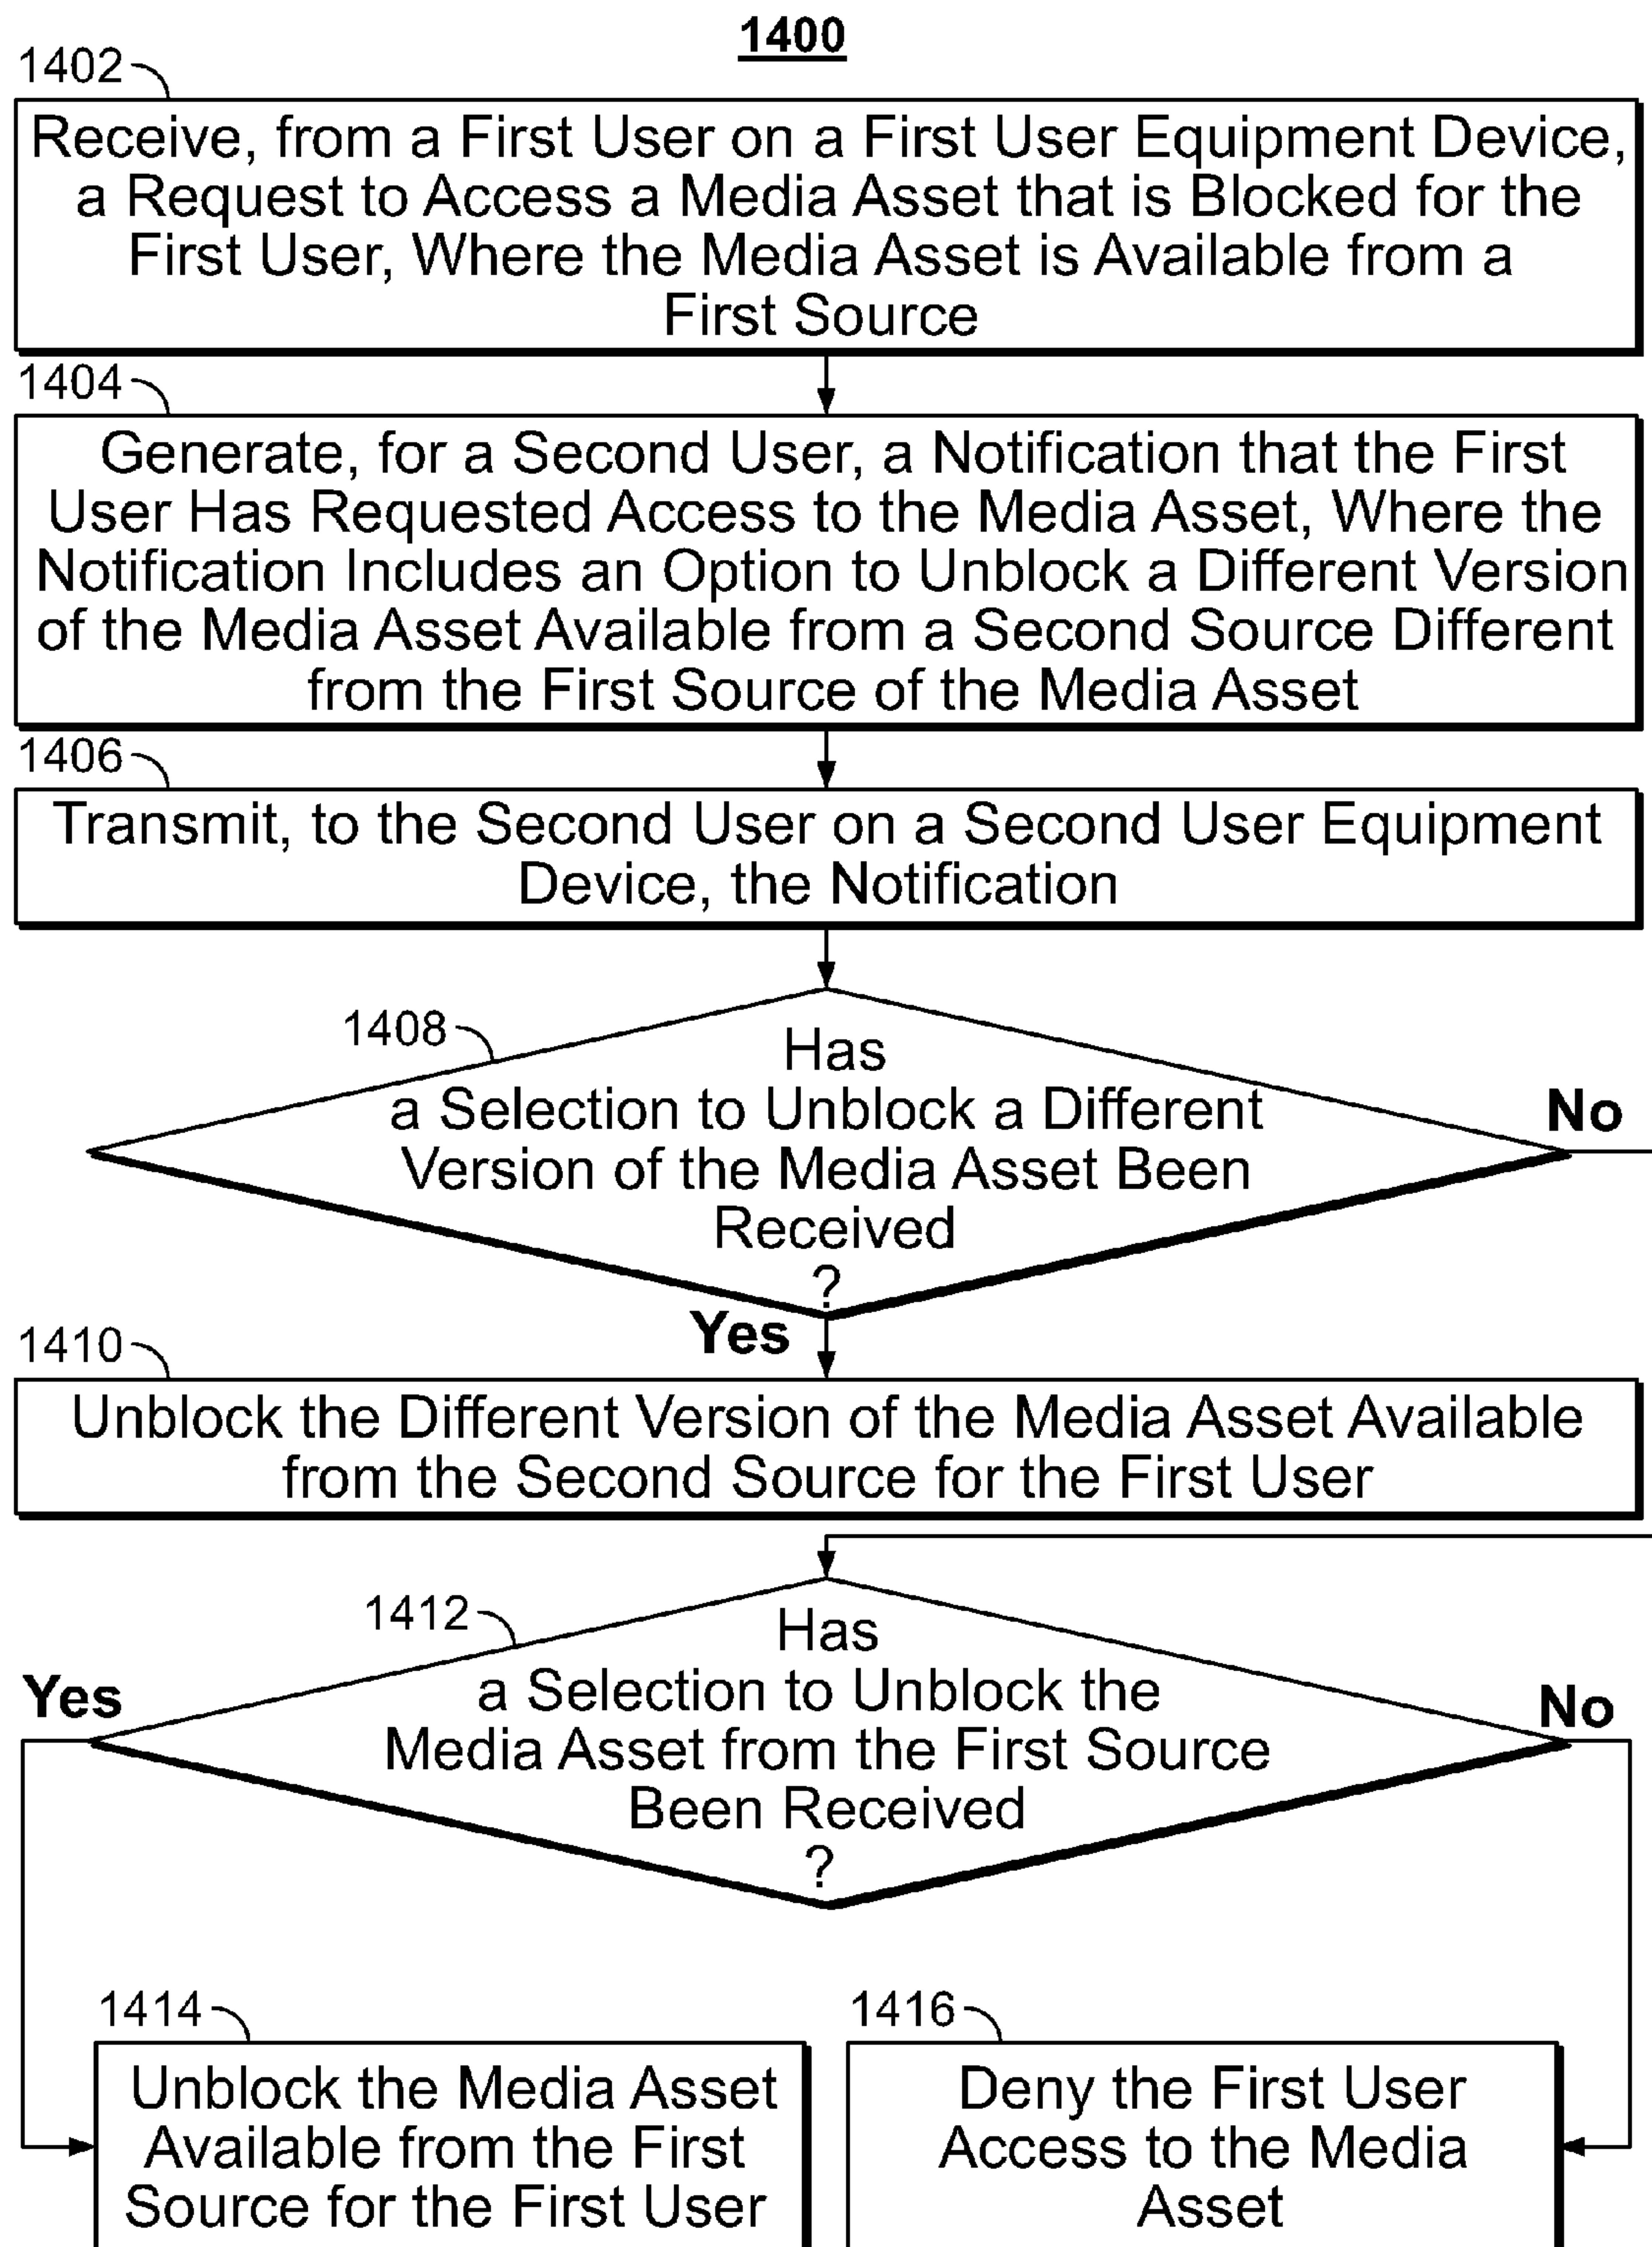 1400
1402
Receive, from a First User on a First User Equipment Device,
a Request to Access a Media Asset that is Blocked for the
First User, Where the Media Asset is Available from a
First Source
1404
Generate, for a Second User, a Notification that the First
User Has Requested Access to the Media Asset, Where the
Notification Includes an Option to Unblock a Different Version
of the Media Asset Available from a Second Source Different
from the First Source of the Media Asset
1406
Transmit, to the Second User on a Second User Equipment
Device, the Notification
1408
Has
a Selection to Unblock a Different
Version of the Media Asset Been
Received
?
No
Yes
1410
Unblock the Different Version of the Media Asset Available
from the Second Source for the First User
1412
Has
a Selection to Unblock the
Media Asset from the First Source
Been Received
?
Yes
No
1414
Unblock the Media Asset
Available from the First
Source for the First User
1416
Deny the First User
Access to the Media
Asset